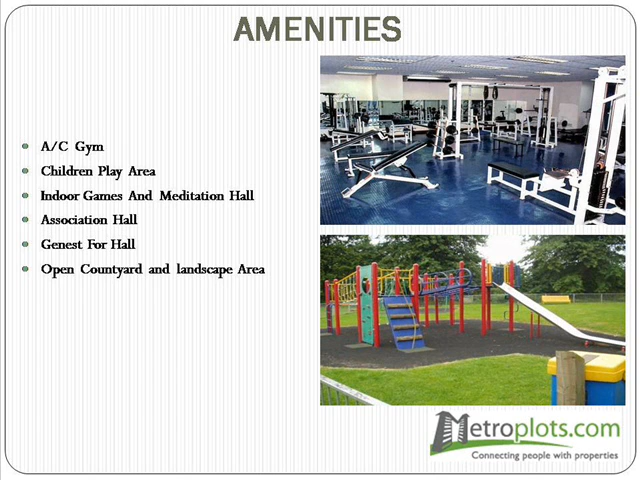 AMENITIES
A/C Gym
Children Play Area
Indoor Games And Meditation Hall
Association Hall
Genest For Hall
Open Countyard and landscape Area
Metroplots.com
Connecting people with properties